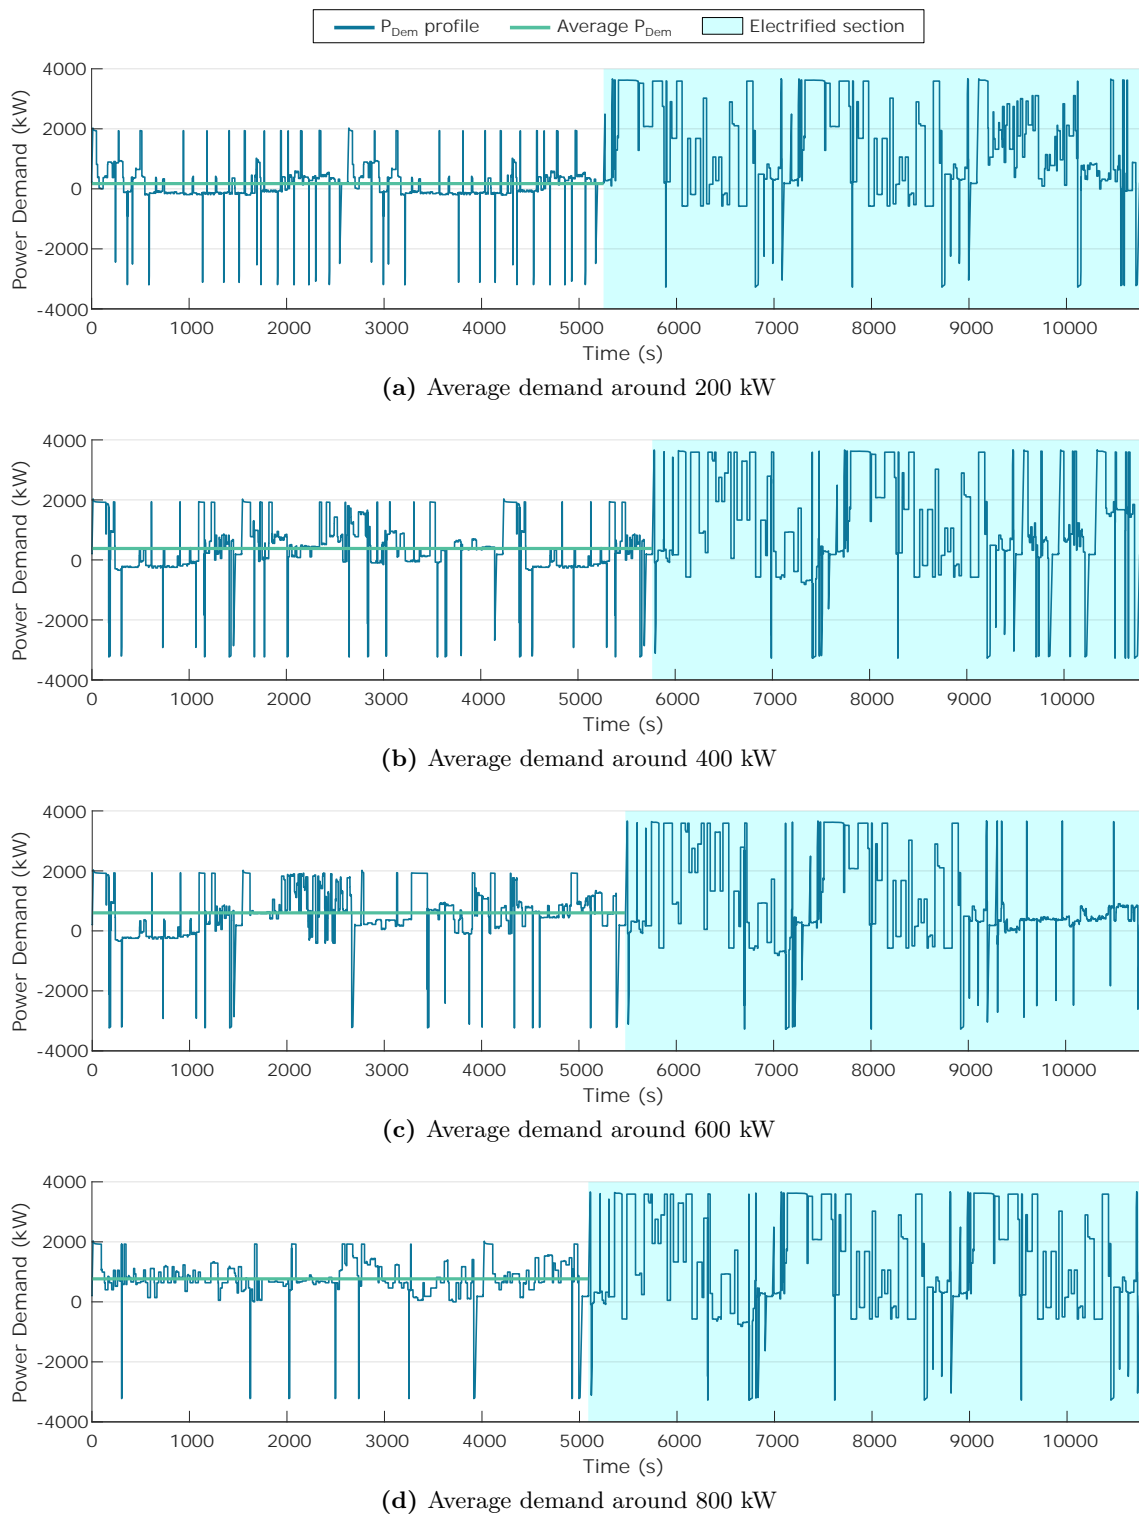 P_Dem profile Average P_Dem Electrified section
Power Demand (kW)
4000
2000
0
-2000
-4000
0 1000 2000 3000 4000 5000 6000 7000 8000 9000 10000
Time (s)
(a) Average demand around 200 kW
Power Demand (kW)
4000
2000
0
-2000
-4000
0 1000 2000 3000 4000 5000 6000 7000 8000 9000 10000
Time (s)
(b) Average demand around 400 kW
Power Demand (kW)
4000
2000
0
-2000
-4000
0 1000 2000 3000 4000 5000 6000 7000 8000 9000 10000
Time (s)
(c) Average demand around 600 kW
Power Demand (kW)
4000
2000
0
-2000
-4000
0 1000 2000 3000 4000 5000 6000 7000 8000 9000 10000
Time (s)
(d) Average demand around 800 kW